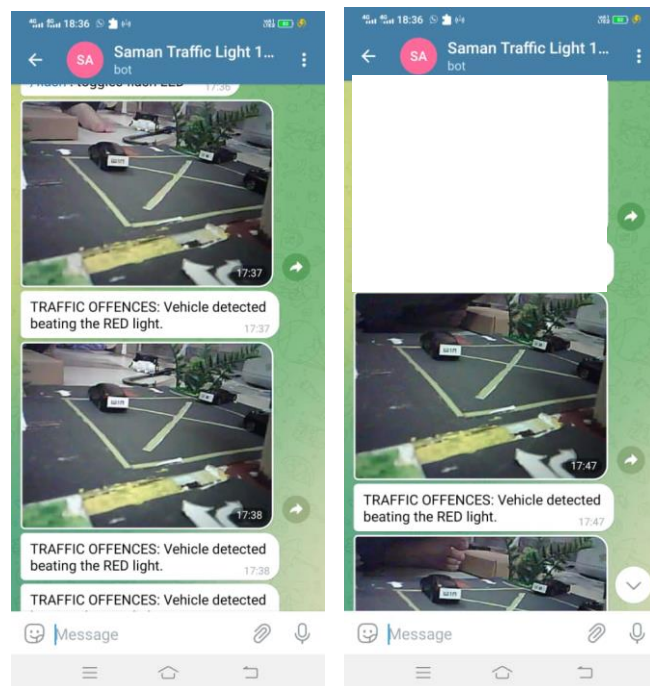 18:36
SA
Saman Traffic Light 1...
bot
17:36
17:37
TRAFFIC OFFENCES: Vehicle detected
beating the RED light.
17:37
17:38
TRAFFIC OFFENCES: Vehicle detected
beating the RED light.
17:38
TRAFFIC OFFENCES: Vehicle detected
Message
18:36
SA
Saman Traffic Light 1...
bot
17:47
TRAFFIC OFFENCES: Vehicle detected
beating the RED light.
17:47
Message